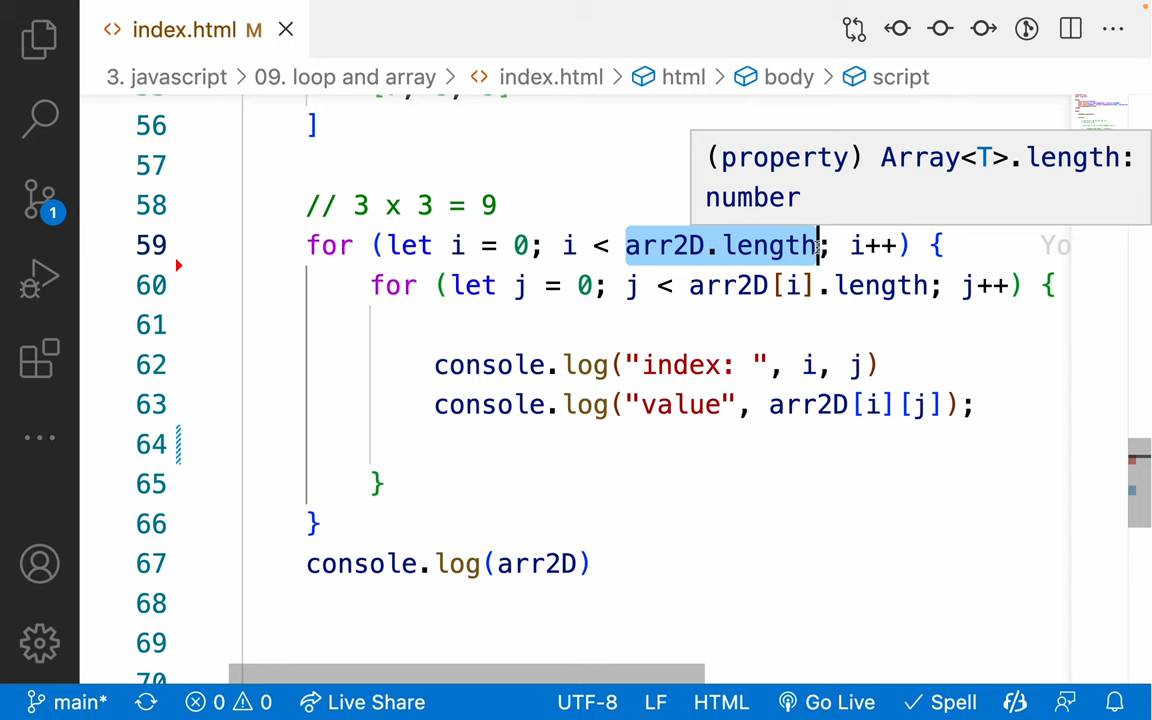 index.html M
3. javascript > 09. loop and array > index.html > html > body > script
56 ]
57
(property) Array<T>.length:
number
58 // 3 x 3 = 9
59 for (let i = 0; i < arr2D.length; i++) { Yo
60 for (let j = 0; j < arr2D[i].length; j++) {
61
62 console.log("index: ", i, j)
63 console.log("value", arr2D[i][j]);
64
65 }
66 }
67 console.log(arr2D)
68
69
70
1
main* 0 0 Live Share UTF-8 LF HTML Go Live Spell